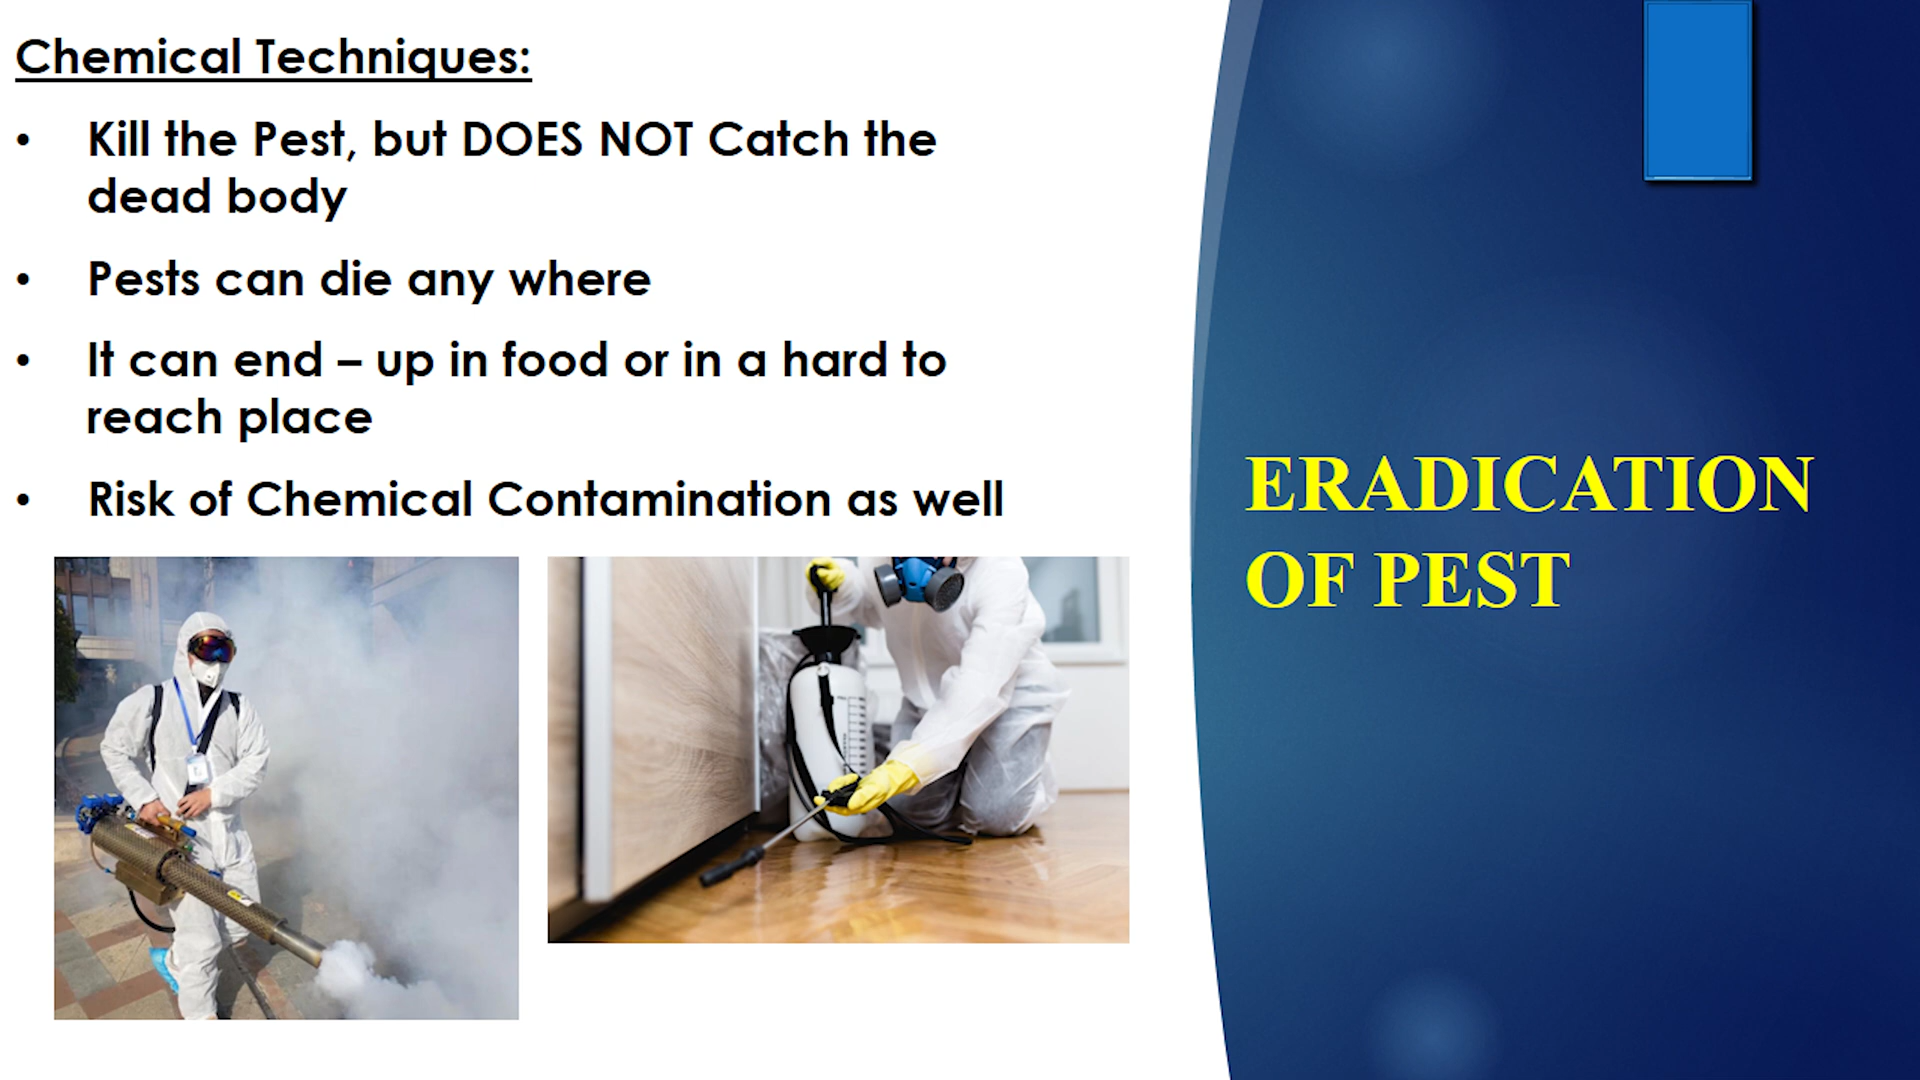 Chemical Techniques:
• Kill the Pest, but DOES NOT Catch the
dead body
• Pests can die any where
• It can end – up in food or in a hard to
reach place
• Risk of Chemical Contamination as well
ERADICATION
OF PEST